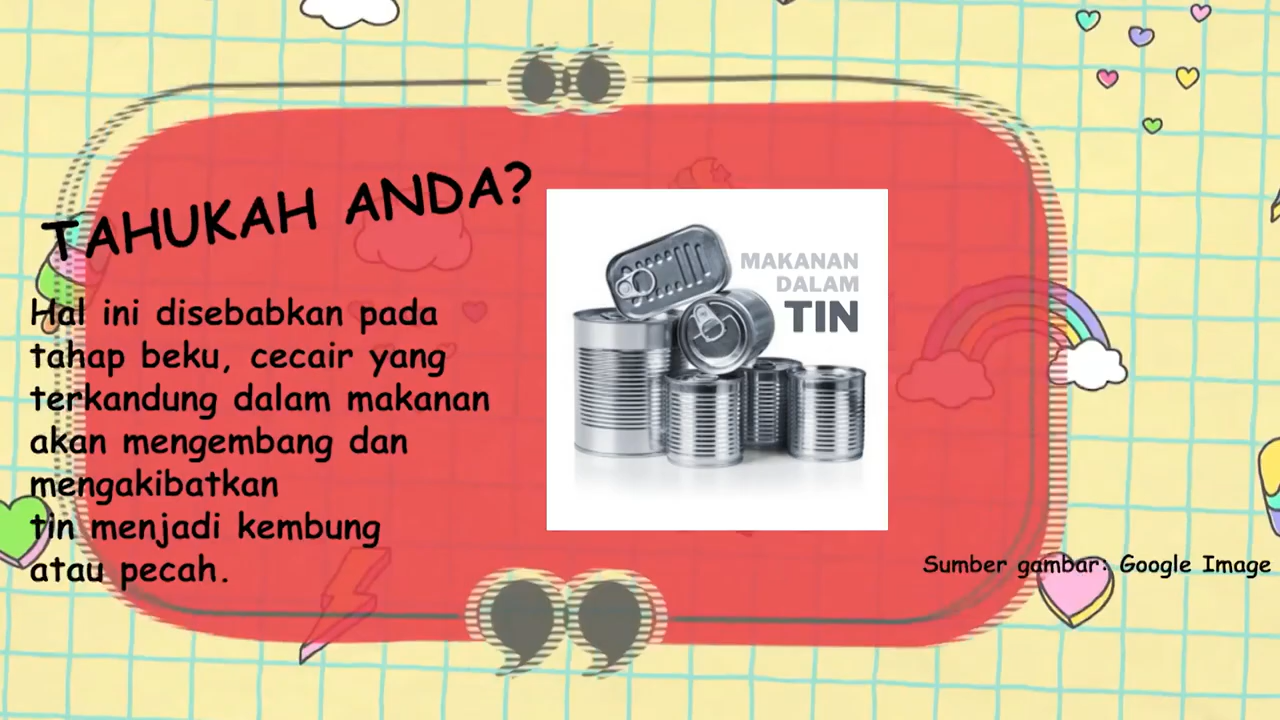 TAHUKAH ANDA?
Hal ini disebabkan pada
tahap beku, cecair yang
terkandung dalam makanan
akan mengembang dan
mengakibatkan
tin menjadi kembung
atau pecah.
MAKANAN
DALAM
TIN
Sumber gambar: Google Image